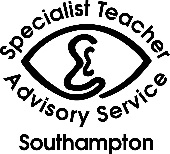 Specialist Teacher
Advisory Service
Southampton